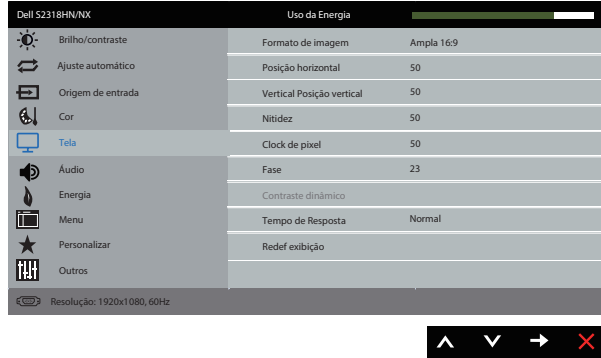 Dell S2318HN/NX Uso da Energia
Brilho/contraste
Ajuste automático
Origem de entrada
Cor
Tela
Áudio
Energia
Menu
Personalizar
Outros
Formato de imagem Ampla 16:9
Posição horizontal 50
Vertical Posição vertical 50
Nitidez 50
Clock de pixel 50
Fase 23
Contraste dinâmico
Tempo de Resposta Normal
Redef exibição
Resolução: 1920x1080, 60Hz